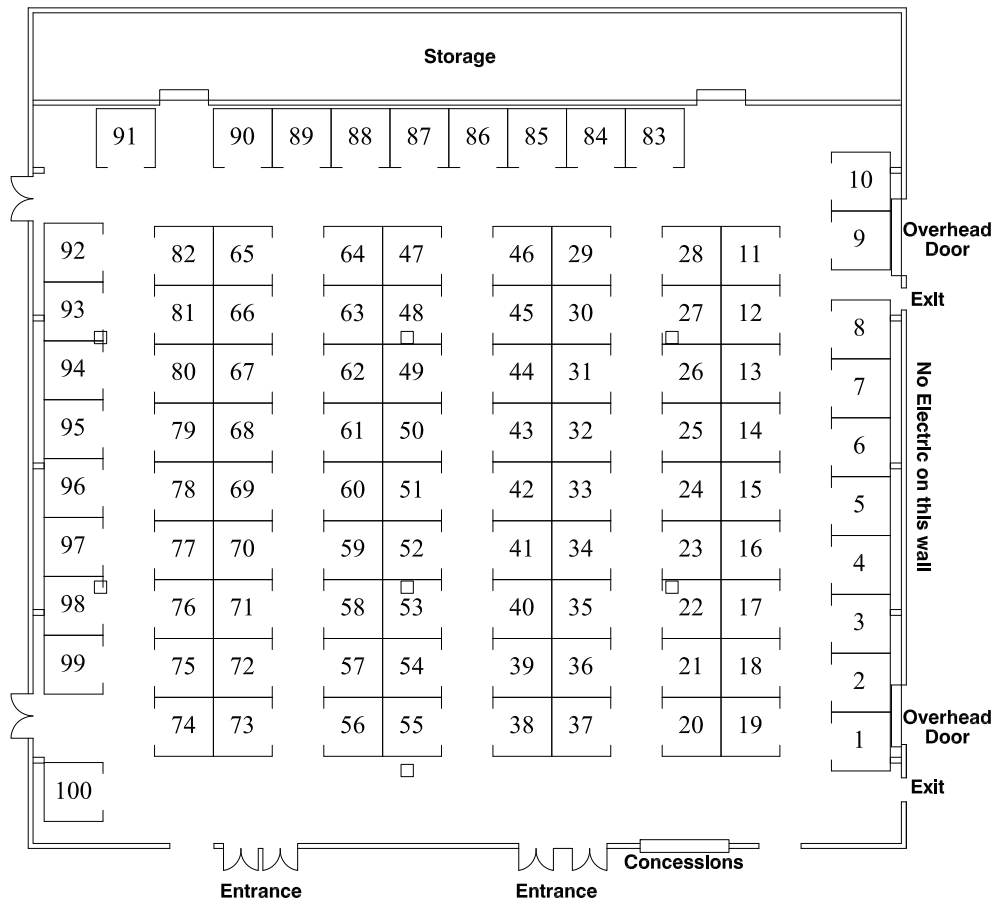 Storage
91 90 89 88 87 86 85 84 83
10
92 82 65 64 47 46 29 28 11 9 Overhead
Door
93 81 66 63 48 45 30 27 12 ExIt
8
94 80 67 62 49 44 31 26 13 7
95 79 68 61 50 43 32 25 14 6
No Electric on thIs wall
96 78 69 60 51 42 33 24 15 5
97 77 70 59 52 41 34 23 16 4
98 76 71 58 53 40 35 22 17 3
99 75 72 57 54 39 36 21 18 2
74 73 56 55 38 37 20 19 1 Overhead
Door
100 Exit
Concessions
Entrance Entrance